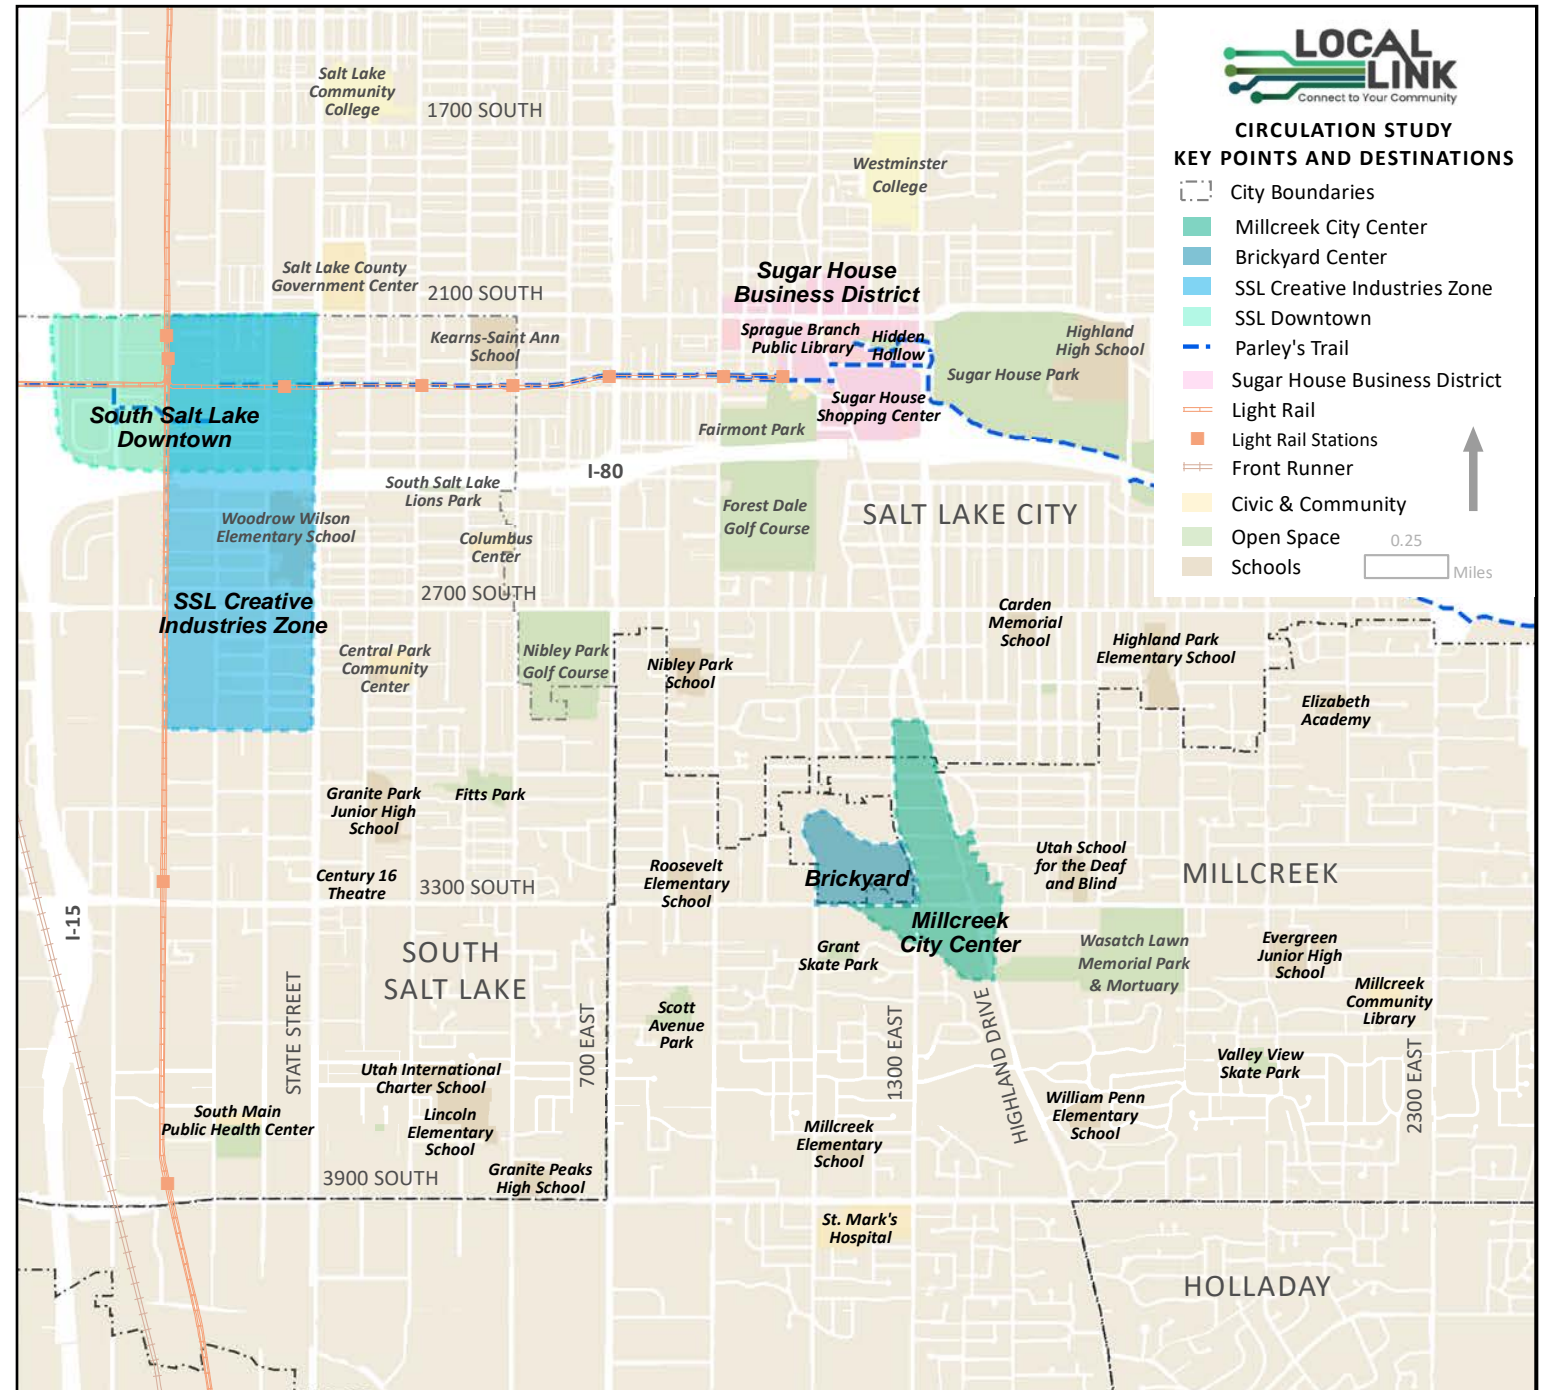 LOCAL
LINK
Connect to Your Community
CIRCULATION STUDY
KEY POINTS AND DESTINATIONS
City Boundaries
Millcreek City Center
Brickyard Center
SSL Creative Industries Zone
SSL Downtown
Parley's Trail
Sugar House Business District
Light Rail
Light Rail Stations
Front Runner
Civic & Community
Open Space
Schools
0.25
Miles
Salt Lake
Community
College
1700 SOUTH
Westminster
College
Salt Lake County
Government Center
2100 SOUTH
Sugar House
Business District
Kearns-Saint Ann
School
Sprague Branch
Public Library
Hidden
Hollow
Highland
High School
Sugar House Park
Sugar House
Shopping Center
South Salt Lake
Downtown
Fairmont Park
I-80
South Salt Lake
Lions Park
Woodrow Wilson
Elementary School
Columbus
Center
Forest Dale
Golf Course
SALT LAKE CITY
2700 SOUTH
SSL Creative
Industries Zone
Central Park
Community
Center
Nibley Park
Golf Course
Nibley Park
School
Carden
Memorial
School
Highland Park
Elementary School
Elizabeth
Academy
Granite Park
Junior High
School
Fitts Park
Century 16
Theatre
3300 SOUTH
Roosevelt
Elementary
School
Brickyard
Utah School
for the Deaf
and Blind
MILLCREEK
I-15
SOUTH
SALT LAKE
Millcreek
City Center
Grant
Skate Park
Wasatch Lawn
Memorial Park
& Mortuary
Evergreen
Junior High
School
Millcreek
Community
Library
STATE STREET
700 EAST
Scott
Avenue
Park
1300 EAST
HIGHLAND DRIVE
Valley View
Skate Park
2300 EAST
Utah International
Charter School
South Main
Public Health Center
Lincoln
Elementary
School
Millcreek
Elementary
School
William Penn
Elementary
School
3900 SOUTH
Granite Peaks
High School
St. Mark's
Hospital
HOLLADAY